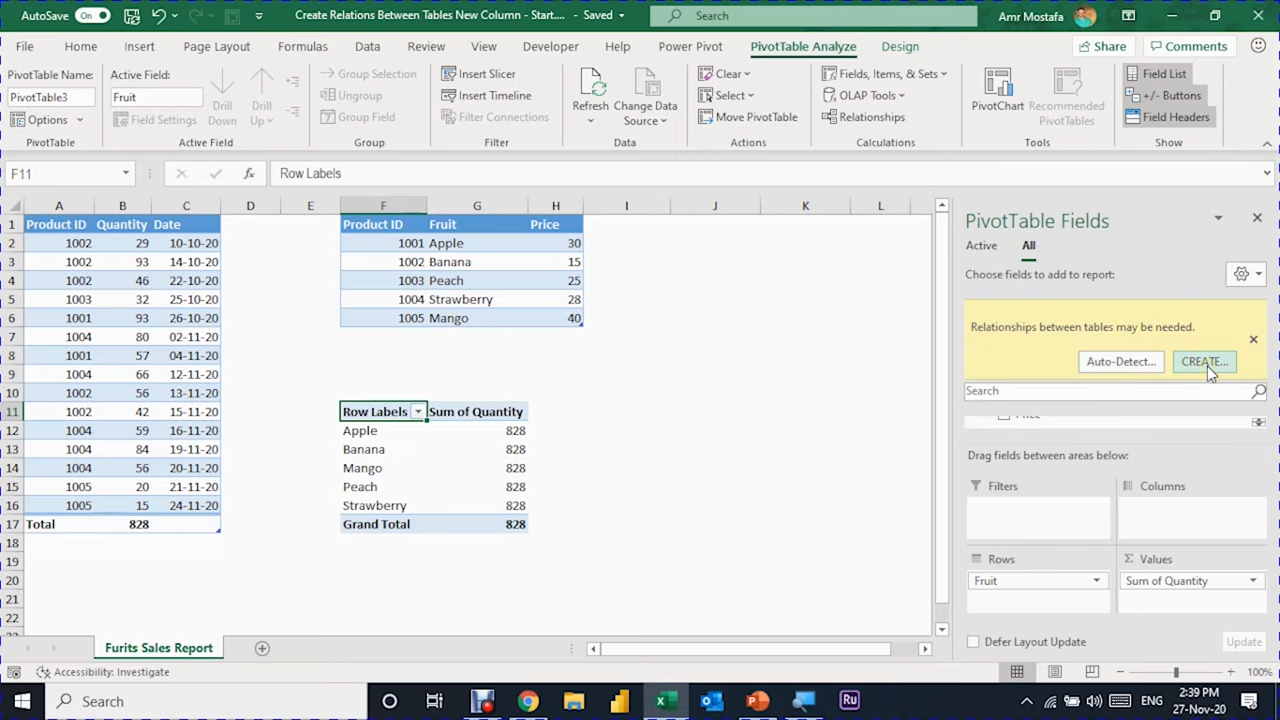 AutoSave On Create Relations Between Tables New Column - Start.... - Saved Search Amr Mostafa
File Home Insert Page Layout Formulas Data Review View Developer Help Power Pivot PivotTable Analyze Design Share Comments
PivotTable Name: Active Field: Group Selection Insert Slicer Clear Fields, Items, & Sets Field List
PivotTable3 Fruit Drill Down Drill Up Ungroup Insert Timeline Refresh Change Data Source Select OLAP Tools PivotChart Recommended PivotTables +/- Buttons
Options Field Settings Group Field Filter Connections Move PivotTable Relationships Field Headers
PivotTable Active Field Group Filter Data Actions Calculations Tools Show
F11 fx Row Labels
A B C D E F G H I J K L
1 Product ID Quantity Date Product ID Fruit Price
2 1002 29 10-10-20 1001 Apple 30
3 1002 93 14-10-20 1002 Banana 15
4 1002 46 22-10-20 1003 Peach 25
5 1003 32 25-10-20 1004 Strawberry 28
6 1001 93 26-10-20 1005 Mango 40
7 1004 80 02-11-20
8 1001 57 04-11-20
9 1004 66 12-11-20
10 1002 56 13-11-20
11 1002 42 15-11-20 Row Labels Sum of Quantity
12 1004 59 16-11-20 Apple 828
13 1004 84 19-11-20 Banana 828
14 1004 56 20-11-20 Mango 828
15 1005 20 21-11-20 Peach 828
16 1005 15 24-11-20 Strawberry 828
17 Total 828 Grand Total 828
18
19
20
21
22
PivotTable Fields
Active All
Choose fields to add to report:
Relationships between tables may be needed.
Auto-Detect... CREATE...
Search
Drag fields between areas below:
Filters Columns
Rows Σ Values
Fruit Sum of Quantity
Defer Layout Update Update
Furits Sales Report
Accessibility: Investigate 100%
Search Ru ENG 2:39 PM
27-Nov-20